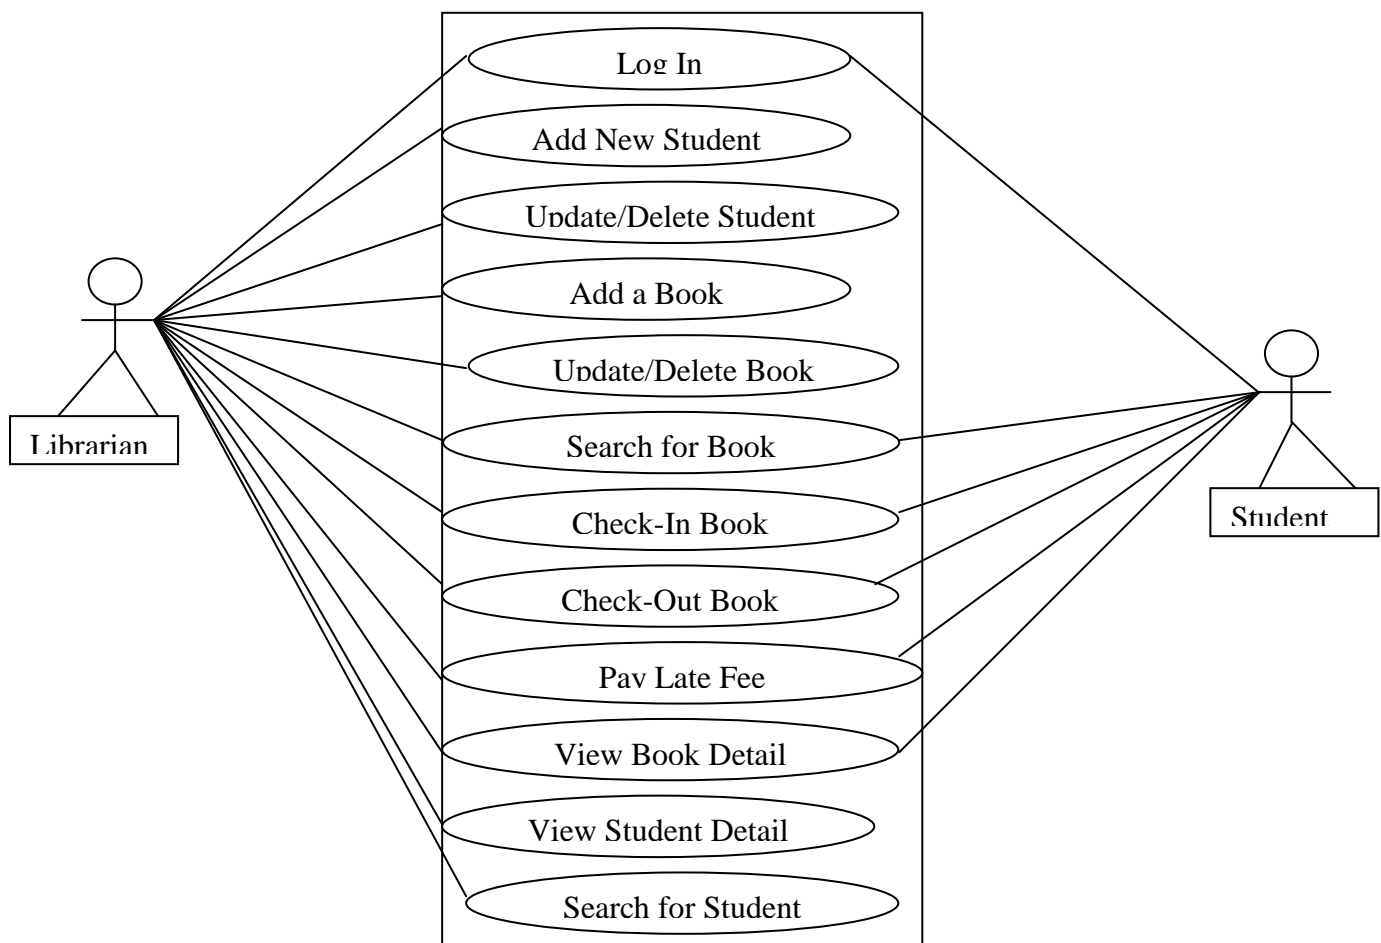 Log In
Add New Student
Update/Delete Student
Add a Book
Update/Delete Book
Search for Book
Librarian
Check-In Book
Student
Check-Out Book
Pay Late Fee
View Book Detail
View Student Detail
Search for Student